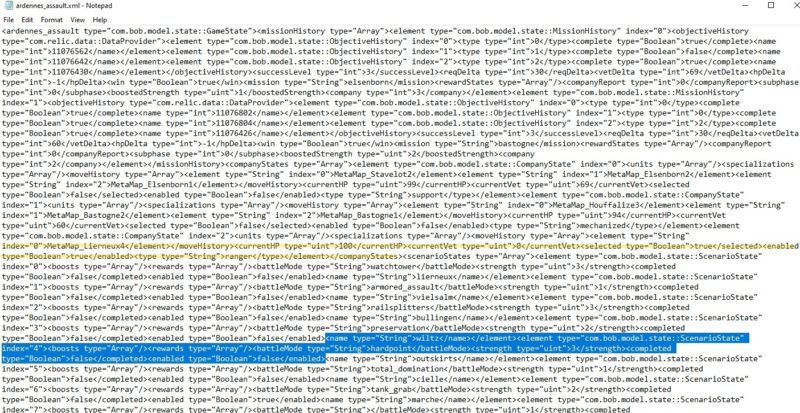 ardennes_assault.xml - Notepad
File Edit Format View Help
<ardennes_assault type="com.bob.model.state::GameState"><missionHistory type="Array"><element type="com.bob.model.state::MissionHistory" index="0"><objectiveHistory
type="com.relic.data::DataProvider"><element type="com.bob.model.state::ObjectiveHistory" index="0"><type type="int">0</type><complete type="Boolean">true</complete><name
type="int">11076562</name></element><element type="com.bob.model.state::ObjectiveHistory" index="1"><type type="int">1</type><complete type="Boolean">false</complete><name
type="int">11076642</name></element><element type="com.bob.model.state::ObjectiveHistory" index="2"><type type="int">2</type><complete type="Boolean">true</complete><name
type="int">11076430</name></element></objectiveHistory><successLevel type="int">3</successLevel><reqDelta type="int">30</reqDelta><vetDelta type="int">69</vetDelta><hpDelta
type="int">-1</hpDelta><win type="Boolean">true</win><mission type="String">elsenborn</mission><rewardStates type="Array"/><companyReport type="int">0</companyReport><subphase
type="int">0</subphase><boostedStrength type="int">1</boostedStrength><company type="int">3</company></element><element type="com.bob.model.state::MissionHistory"
index="1"><objectiveHistory type="com.relic.data::DataProvider"><element type="com.bob.model.state::ObjectiveHistory" index="0"><type type="int">0</type><complete
type="Boolean">true</complete><name type="int">11076802</name></element><element type="com.bob.model.state::ObjectiveHistory" index="1"><type type="int">0</type><complete
type="Boolean">true</complete><name type="int">11076804</name></element><element type="com.bob.model.state::ObjectiveHistory" index="2"><type type="int">2</type><complete
type="Boolean">true</complete><name type="int">11076426</name></element></objectiveHistory><successLevel type="int">3</successLevel><reqDelta type="int">30</reqDelta><vetDelta
type="int">60</vetDelta><hpDelta type="int">-1</hpDelta><win type="Boolean">true</win><mission type="String">bastogne</mission><rewardStates type="Array"/><companyReport
type="int">0</companyReport><subphase type="int">0</subphase><boostedStrength type="int">2</boostedStrength><company
type="int">2</company></element></missionHistory><companyStates type="Array"><element type="com.bob.model.state::CompanyState" index="0"><units type="Array"/><specializations
type="Array"/><moveHistory type="Array"><element type="String" index="0">MetaMap_Stavelot2</element><element type="String" index="1">MetaMap_Elsenborn2</element><element
type="String" index="2">MetaMap_Elsenborn1</element></moveHistory><currentHP type="uint">99</currentHP><currentVet type="uint">69</currentVet><selected
type="Boolean">false</selected><enabled type="Boolean">false</enabled><type type="String">support</type></element><element type="com.bob.model.state::CompanyState"
index="1"><units type="Array"/><specializations type="Array"/><moveHistory type="Array"><element type="String" index="0">MetaMap_Houffalize3</element><element type="String"
index="1">MetaMap_Bastogne2</element><element type="String" index="2">MetaMap_Bastogne1</element></moveHistory><currentHP type="uint">94</currentHP><currentVet
type="uint">60</currentVet><selected type="Boolean">false</selected><enabled type="Boolean">false</enabled><type type="String">mechanized</type></element><element
type="com.bob.model.state::CompanyState" index="2"><units type="Array"/><specializations type="Array"/><moveHistory type="Array"><element type="String"
index="0">MetaMap_Lierneux4</element></moveHistory><currentHP type="uint">100</currentHP><currentVet type="uint">0</currentVet><selected type="Boolean">true</selected><enabled
type="Boolean">true</enabled><type type="String">ranger</type></element></companyStates><scenarioStates type="Array"><element type="com.bob.model.state::ScenarioState"
index="0"><boosts type="Array"/><rewards type="Array"/><battleMode type="String">watchtower</battleMode><strength type="uint">3</strength><completed
type="Boolean">false</completed><enabled type="Boolean">false</enabled><name type="String">lierneux</name></element><element type="com.bob.model.state::ScenarioState"
index="1"><boosts type="Array"/><rewards type="Array"/><battleMode type="String">armored_assault</battleMode><strength type="uint">1</strength><completed
type="Boolean">false</completed><enabled type="Boolean">false</enabled><name type="String">vielsalm</name></element><element type="com.bob.model.state::ScenarioState"
index="2"><boosts type="Array"/><rewards type="Array"/><battleMode type="String">railsplitters</battleMode><strength type="uint">3</strength><completed
type="Boolean">false</completed><enabled type="Boolean">false</enabled><name type="String">bullingen</name></element><element type="com.bob.model.state::ScenarioState"
index="3"><boosts type="Array"/><rewards type="Array"/><battleMode type="String">preservation</battleMode><strength type="uint">2</strength><completed
type="Boolean">false</completed><enabled type="Boolean">false</enabled><name type="String">wiltz</name></element><element type="com.bob.model.state::ScenarioState"
index="4"><boosts type="Array"/><rewards type="Array"/><battleMode type="String">hardpoint</battleMode><strength type="uint">3</strength><completed
type="Boolean">false</completed><enabled type="Boolean">false</enabled><name type="String">outskirts</name></element><element type="com.bob.model.state::ScenarioState"
index="5"><boosts type="Array"/><rewards type="Array"/><battleMode type="String">total_domination</battleMode><strength type="uint">1</strength><completed
type="Boolean">false</completed><enabled type="Boolean">false</enabled><name type="String">cielle</name></element><element type="com.bob.model.state::ScenarioState"
index="6"><boosts type="Array"/><rewards type="Array"/><battleMode type="String">tank_grab</battleMode><strength type="uint">2</strength><completed
type="Boolean">false</completed><enabled type="Boolean">true</enabled><name type="String">marche</name></element><element type="com.bob.model.state::ScenarioState"
index="7"><boosts type="Array"/><rewards type="Array"/><battleMode type="String"></battleMode><strength type="uint">1</strength><completed